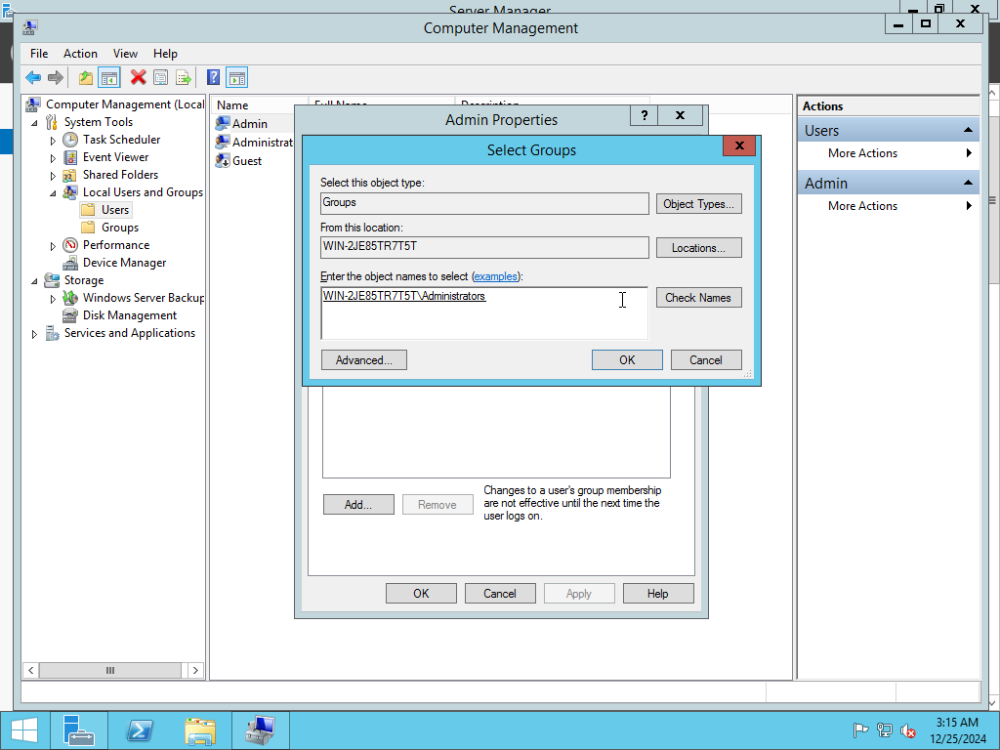 Server Manager
Computer Management
File Action View Help
Computer Management (Local
System Tools
Task Scheduler
Event Viewer
Shared Folders
Local Users and Groups
Users
Groups
Performance
Device Manager
Storage
Windows Server Backup
Disk Management
Services and Applications
Name Full Name Description
Admin
Administrat
Guest
Admin Properties
Select Groups
Select this object type:
Groups
Object Types...
From this location:
WIN-2JE85TR7T5T
Locations...
Enter the object names to select (examples):
WIN-2JE85TR7T5T\Administrators
Check Names
Advanced...
OK
Cancel
Add...
Remove
Changes to a user's group membership
are not effective until the next time the
user logs on.
OK
Cancel
Apply
Help
Actions
Users
More Actions
Admin
More Actions
3:15 AM
12/25/2024